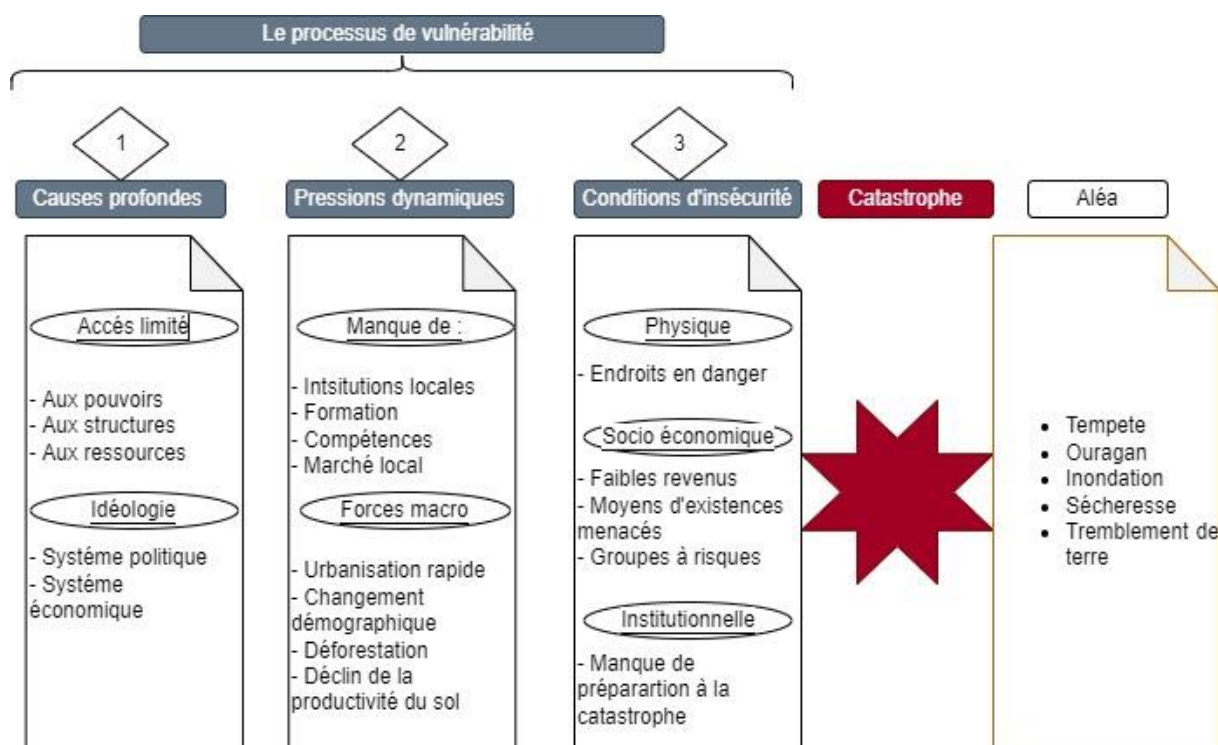 Le processus de vulnérabilité
1
2
3
Causes profondes
Pressions dynamiques
Conditions d'insécurité
Catastrophe
Aléa
Accés limité
- Aux pouvoirs
- Aux structures
- Aux ressources
Idéologie
- Systéme politique
- Systéme
économique
Manque de :
- Intsitutions locales
- Formation
- Compétences
- Marché local
Forces macro
- Urbanisation rapide
- Changement
démographique
- Déforestation
- Déclin de la
productivité du sol
Physique
- Endroits en danger
Socio économique
- Faibles revenus
- Moyens d'existences
menacés
- Groupes à risques
Institutionnelle
- Manque de
préparartion à la
catastrophe
• Tempete
• Ouragan
• Inondation
• Sécheresse
• Tremblement de
terre